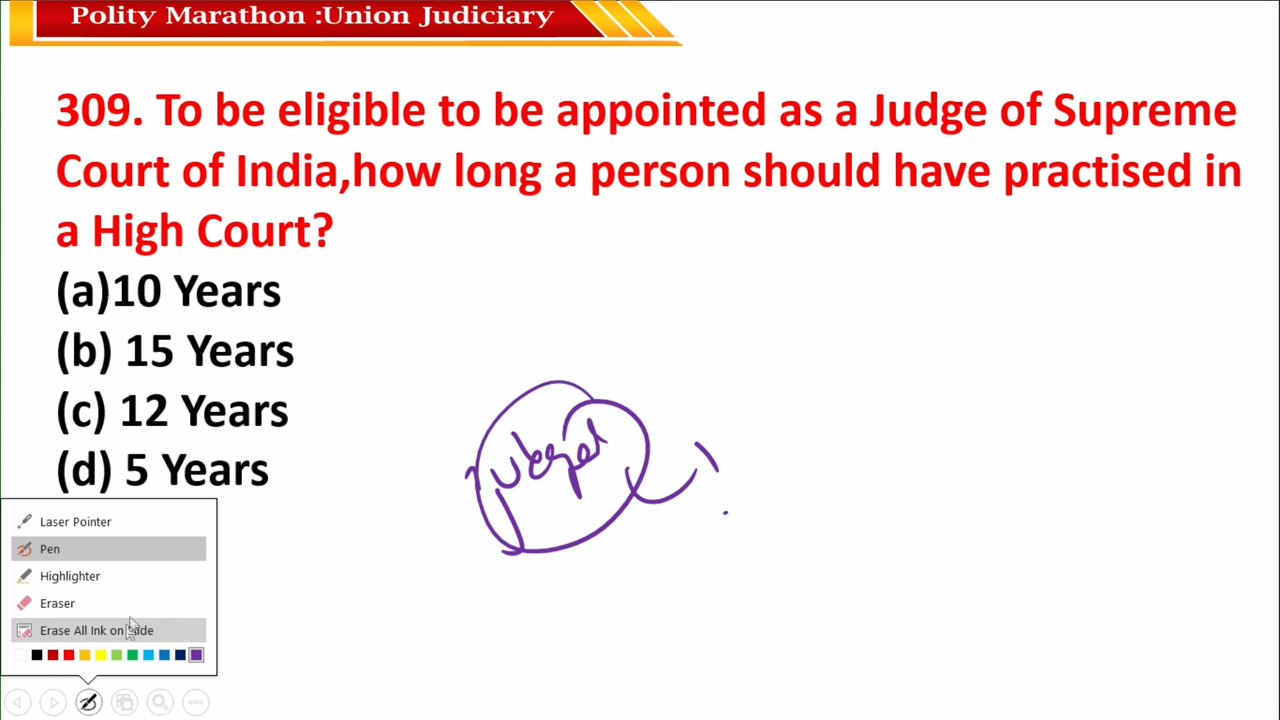 Polity Marathon :Union Judiciary
309. To be eligible to be appointed as a Judge of Supreme
Court of India,how long a person should have practised in
a High Court?
(a)10 Years
(b) 15 Years
(c) 12 Years
(d) 5 Years
Laser Pointer
Pen
Highlighter
Eraser
Erase All Ink on Slide